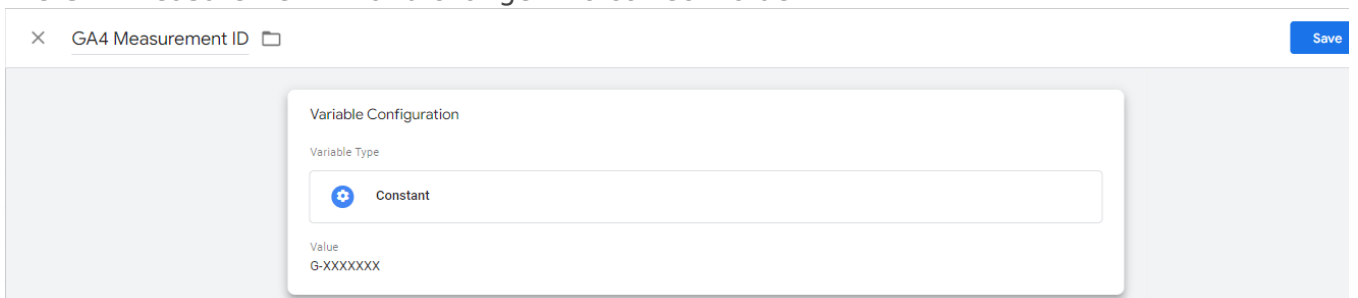 GA4 Measurement ID
Save
Variable Configuration
Variable Type
Constant
Value
G-XXXXXXX